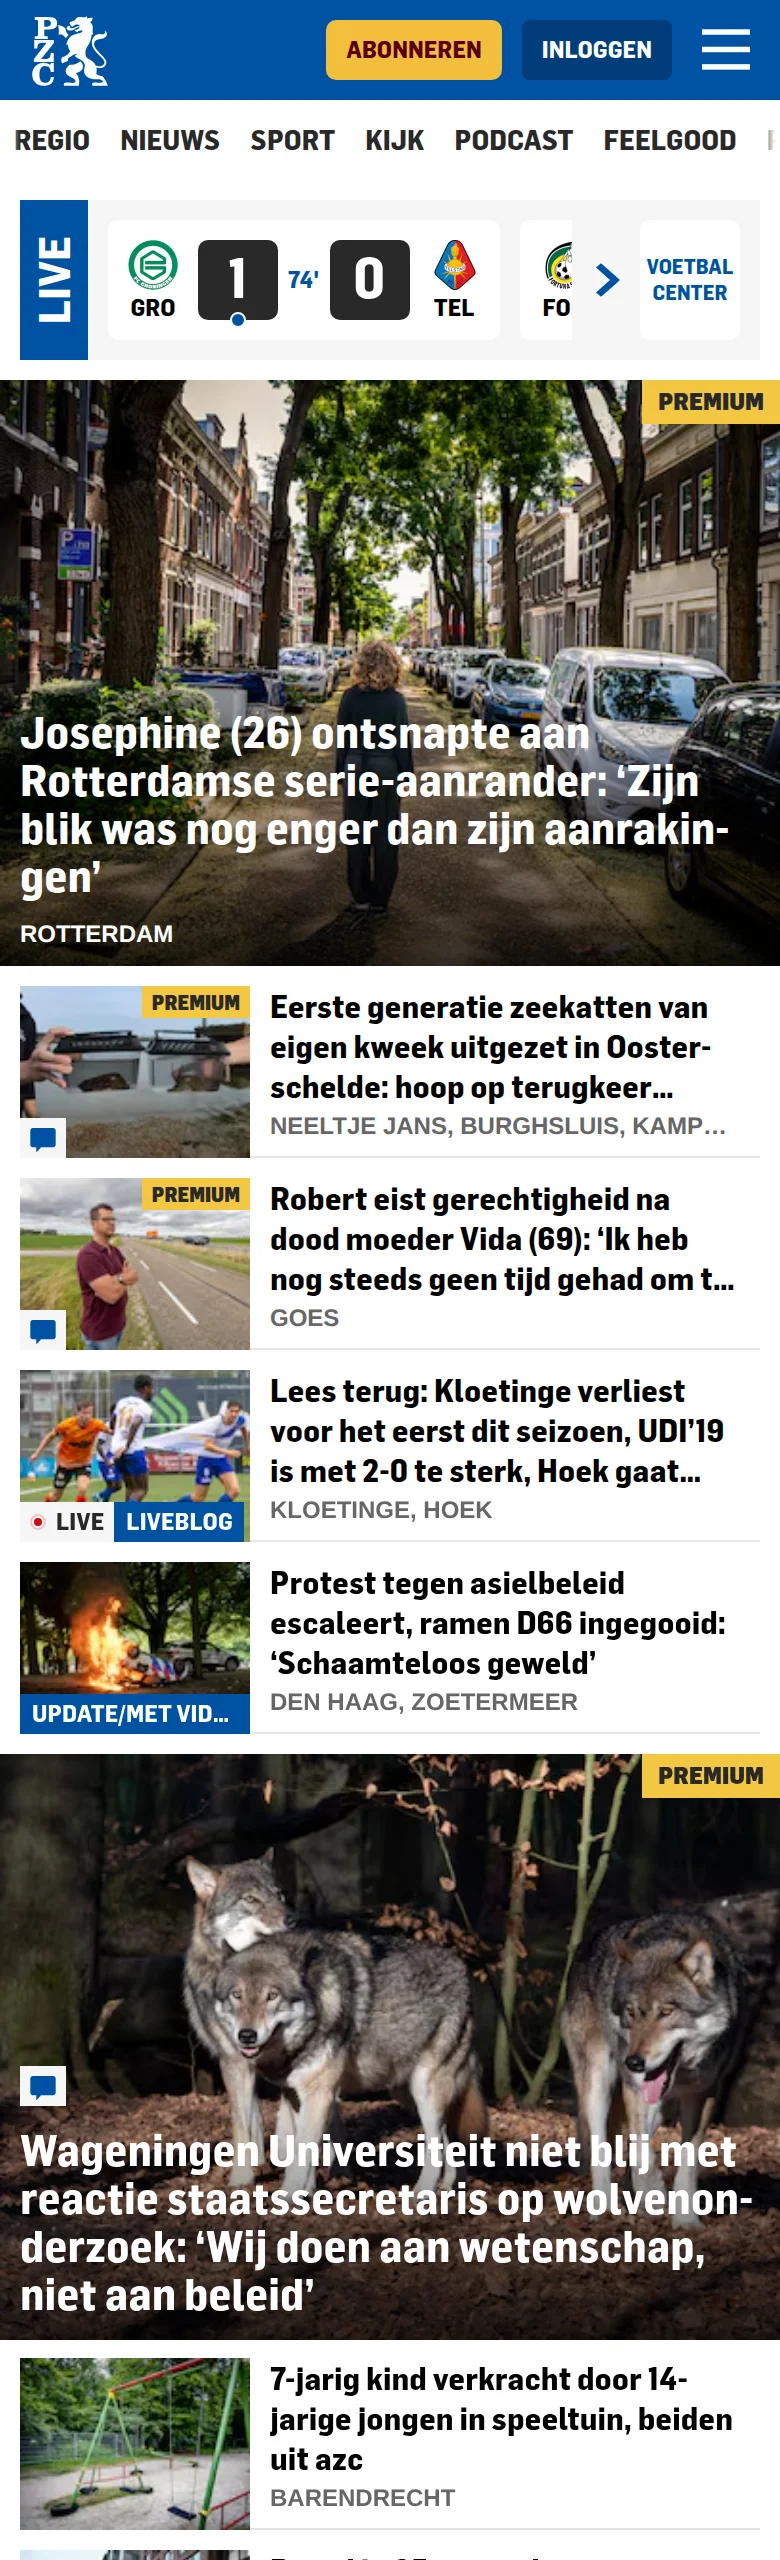 PZC
ABONNEREN
INLOGGEN
REGIO NIEUWS SPORT KIJK PODCAST FEELGOOD
LIVE
GRO
1
74'
0
TEL
FO
VOETBAL
CENTER
PREMIUM
Josephine (26) ontsnapte aan
Rotterdamse serie-aanrander: ‘Zijn
blik was nog enger dan zijn aanrakin-
gen’
ROTTERDAM
PREMIUM
Eerste generatie zeekatten van
eigen kweek uitgezet in Ooster-
schelde: hoop op terugkeer...
NEELTJE JANS, BURGHSLUIS, KAMP...
PREMIUM
Robert eist gerechtigheid na
dood moeder Vida (69): ‘Ik heb
nog steeds geen tijd gehad om t...
GOES
Lees terug: Kloetinge verliest
voor het eerst dit seizoen, UDI’19
is met 2-0 te sterk, Hoek gaat...
KLOETINGE, HOEK
LIVE LIVEBLOG
Protest tegen asielbeleid
escaleert, ramen D66 ingegooid:
‘Schaamteloos geweld’
DEN HAAG, ZOETERMEER
UPDATE/MET VID...
PREMIUM
Wageningen Universiteit niet blij met
reactie staatssecretaris op wolvenon-
derzoek: ‘Wij doen aan wetenschap,
niet aan beleid’
7-jarig kind verkracht door 14-
jarige jongen in speeltuin, beiden
uit azc
BARENDRECHT